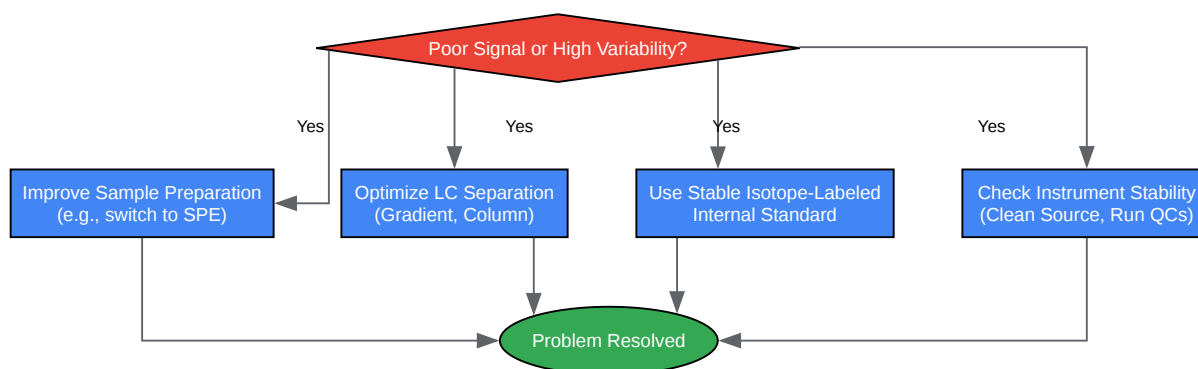 Poor Signal or High Variability?
Yes
Yes
Yes
Yes
Improve Sample Preparation
(e.g., switch to SPE)
Optimize LC Separation
(Gradient, Column)
Use Stable Isotope-Labeled
Internal Standard
Check Instrument Stability
(Clean Source, Run QCs)
Problem Resolved